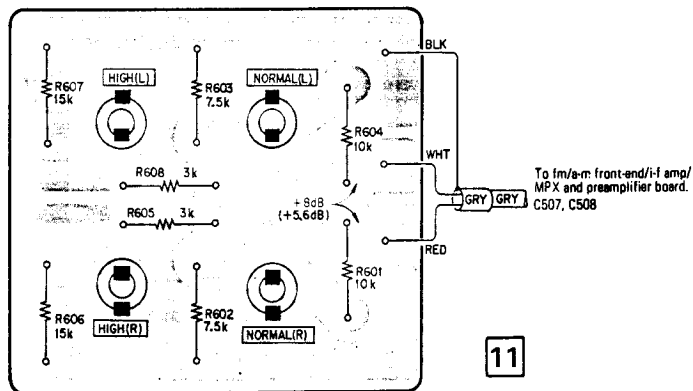 BLK
HIGH(L)
NORMAL(L)
R607
15k
R603
7.5k
R604
10k
R608 3k
WHT
To fm/a-m front-end/i-f amp/
MPX and preamplifier board.
C507, C508
GRY GRY
R605 3k
+8dB
(+5.6dB)
RED
R601
10k
R606
15k
HIGH(R)
R602
7.5k
NORMAL(R)
11